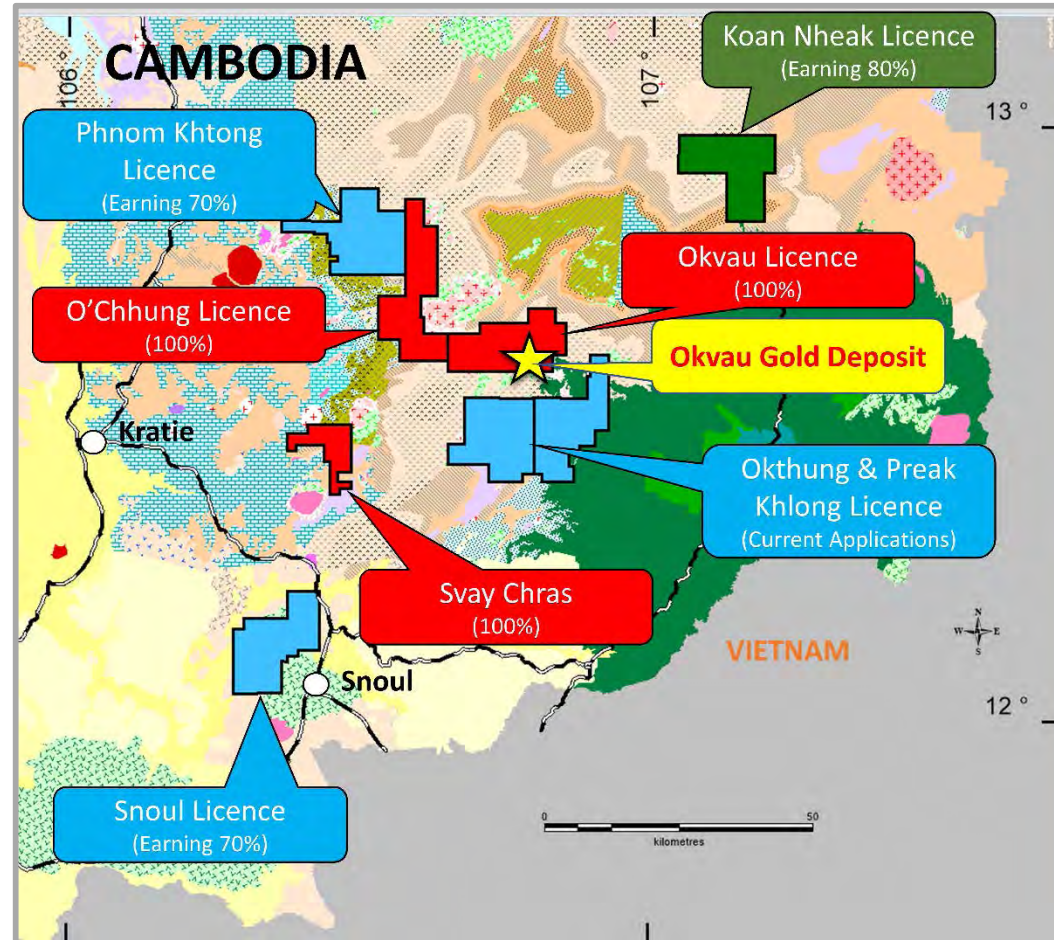 106 °
107 °
CAMBODIA
Koan Nheak Licence
(Earning 80%)
13 °
Phnom Khtong
Licence
(Earning 70%)
Okvau Licence
(100%)
O'Chhung Licence
(100%)
Okvau Gold Deposit
Kratie
Okthung & Preak
Khlong Licence
(Current Applications)
Svay Chras
(100%)
N
W
E
S
VIETNAM
Snoul
12 °
Snoul Licence
(Earning 70%)
0
50
kilometres